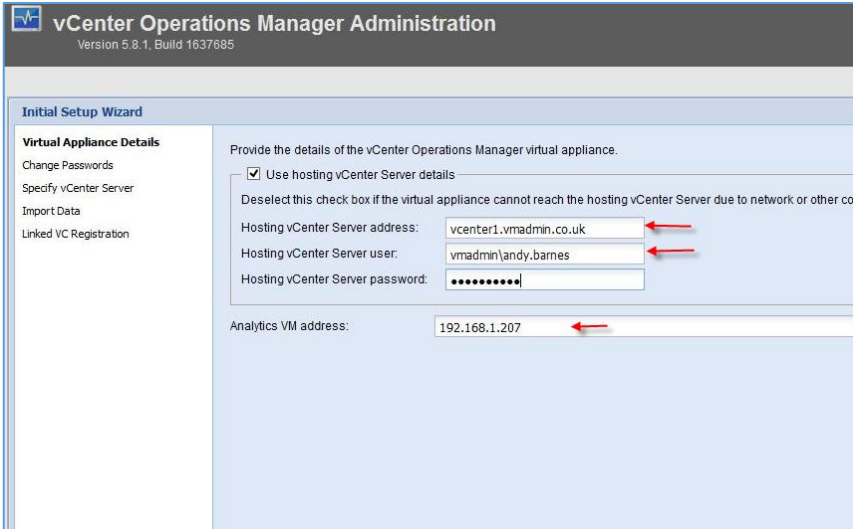 vCenter Operations Manager Administration
Version 5.8.1, Build 1637685
Initial Setup Wizard
Virtual Appliance Details
Change Passwords
Specify vCenter Server
Import Data
Linked VC Registration
Provide the details of the vCenter Operations Manager virtual appliance.
Use hosting vCenter Server details
Deselect this check box if the virtual appliance cannot reach the hosting vCenter Server due to network or other co
Hosting vCenter Server address: vcenter1.vmadmin.co.uk
Hosting vCenter Server user: vmadmin\andy.barnes
Hosting vCenter Server password: ••••••••••
Analytics VM address: 192.168.1.207